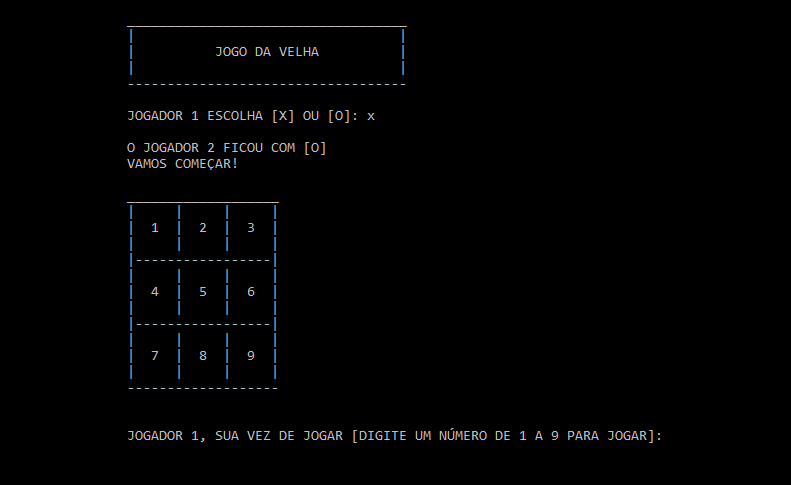 JOGO DA VELHA
JOGADOR 1 ESCOLHA [X] OU [O]: x
O JOGADOR 2 FICOU COM [O]
VAMOS COMEÇAR!
1 | 2 | 3
4 | 5 | 6
7 | 8 | 9
JOGADOR 1, SUA VEZ DE JOGAR [DIGITE UM NÚMERO DE 1 A 9 PARA JOGAR]: